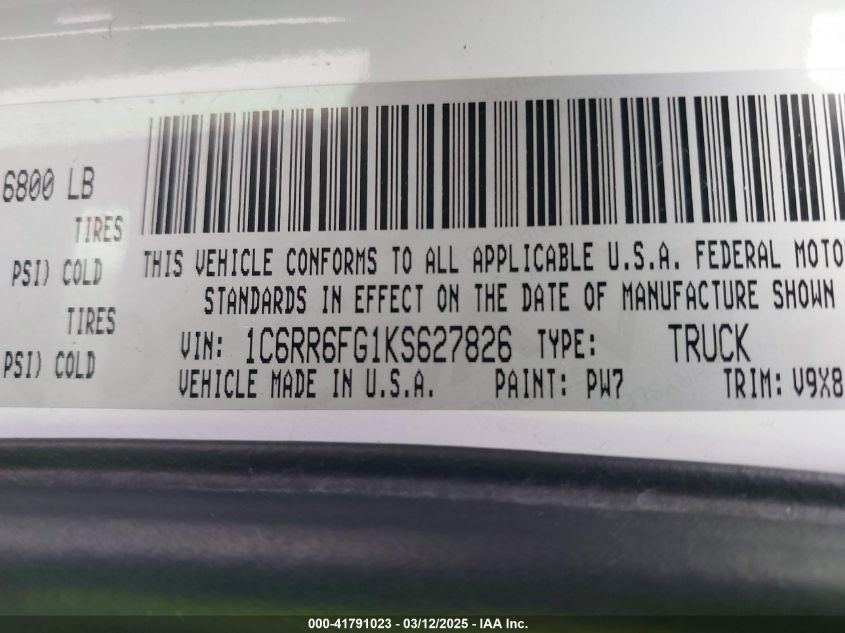 6800 LB
TIRES
PSI) COLD
TIRES
PSI) COLD
THIS VEHICLE CONFORMS TO ALL APPLICABLE U.S.A. FEDERAL MOTO
STANDARDS IN EFFECT ON THE DATE OF MANUFACTURE SHOWN
VIN: 1C6RR6FG1KS627826 TYPE: TRUCK
VEHICLE MADE IN U.S.A. PAINT: PW7 TRIM: V9X8
000-41791023 - 03/12/2025 - IAA Inc.